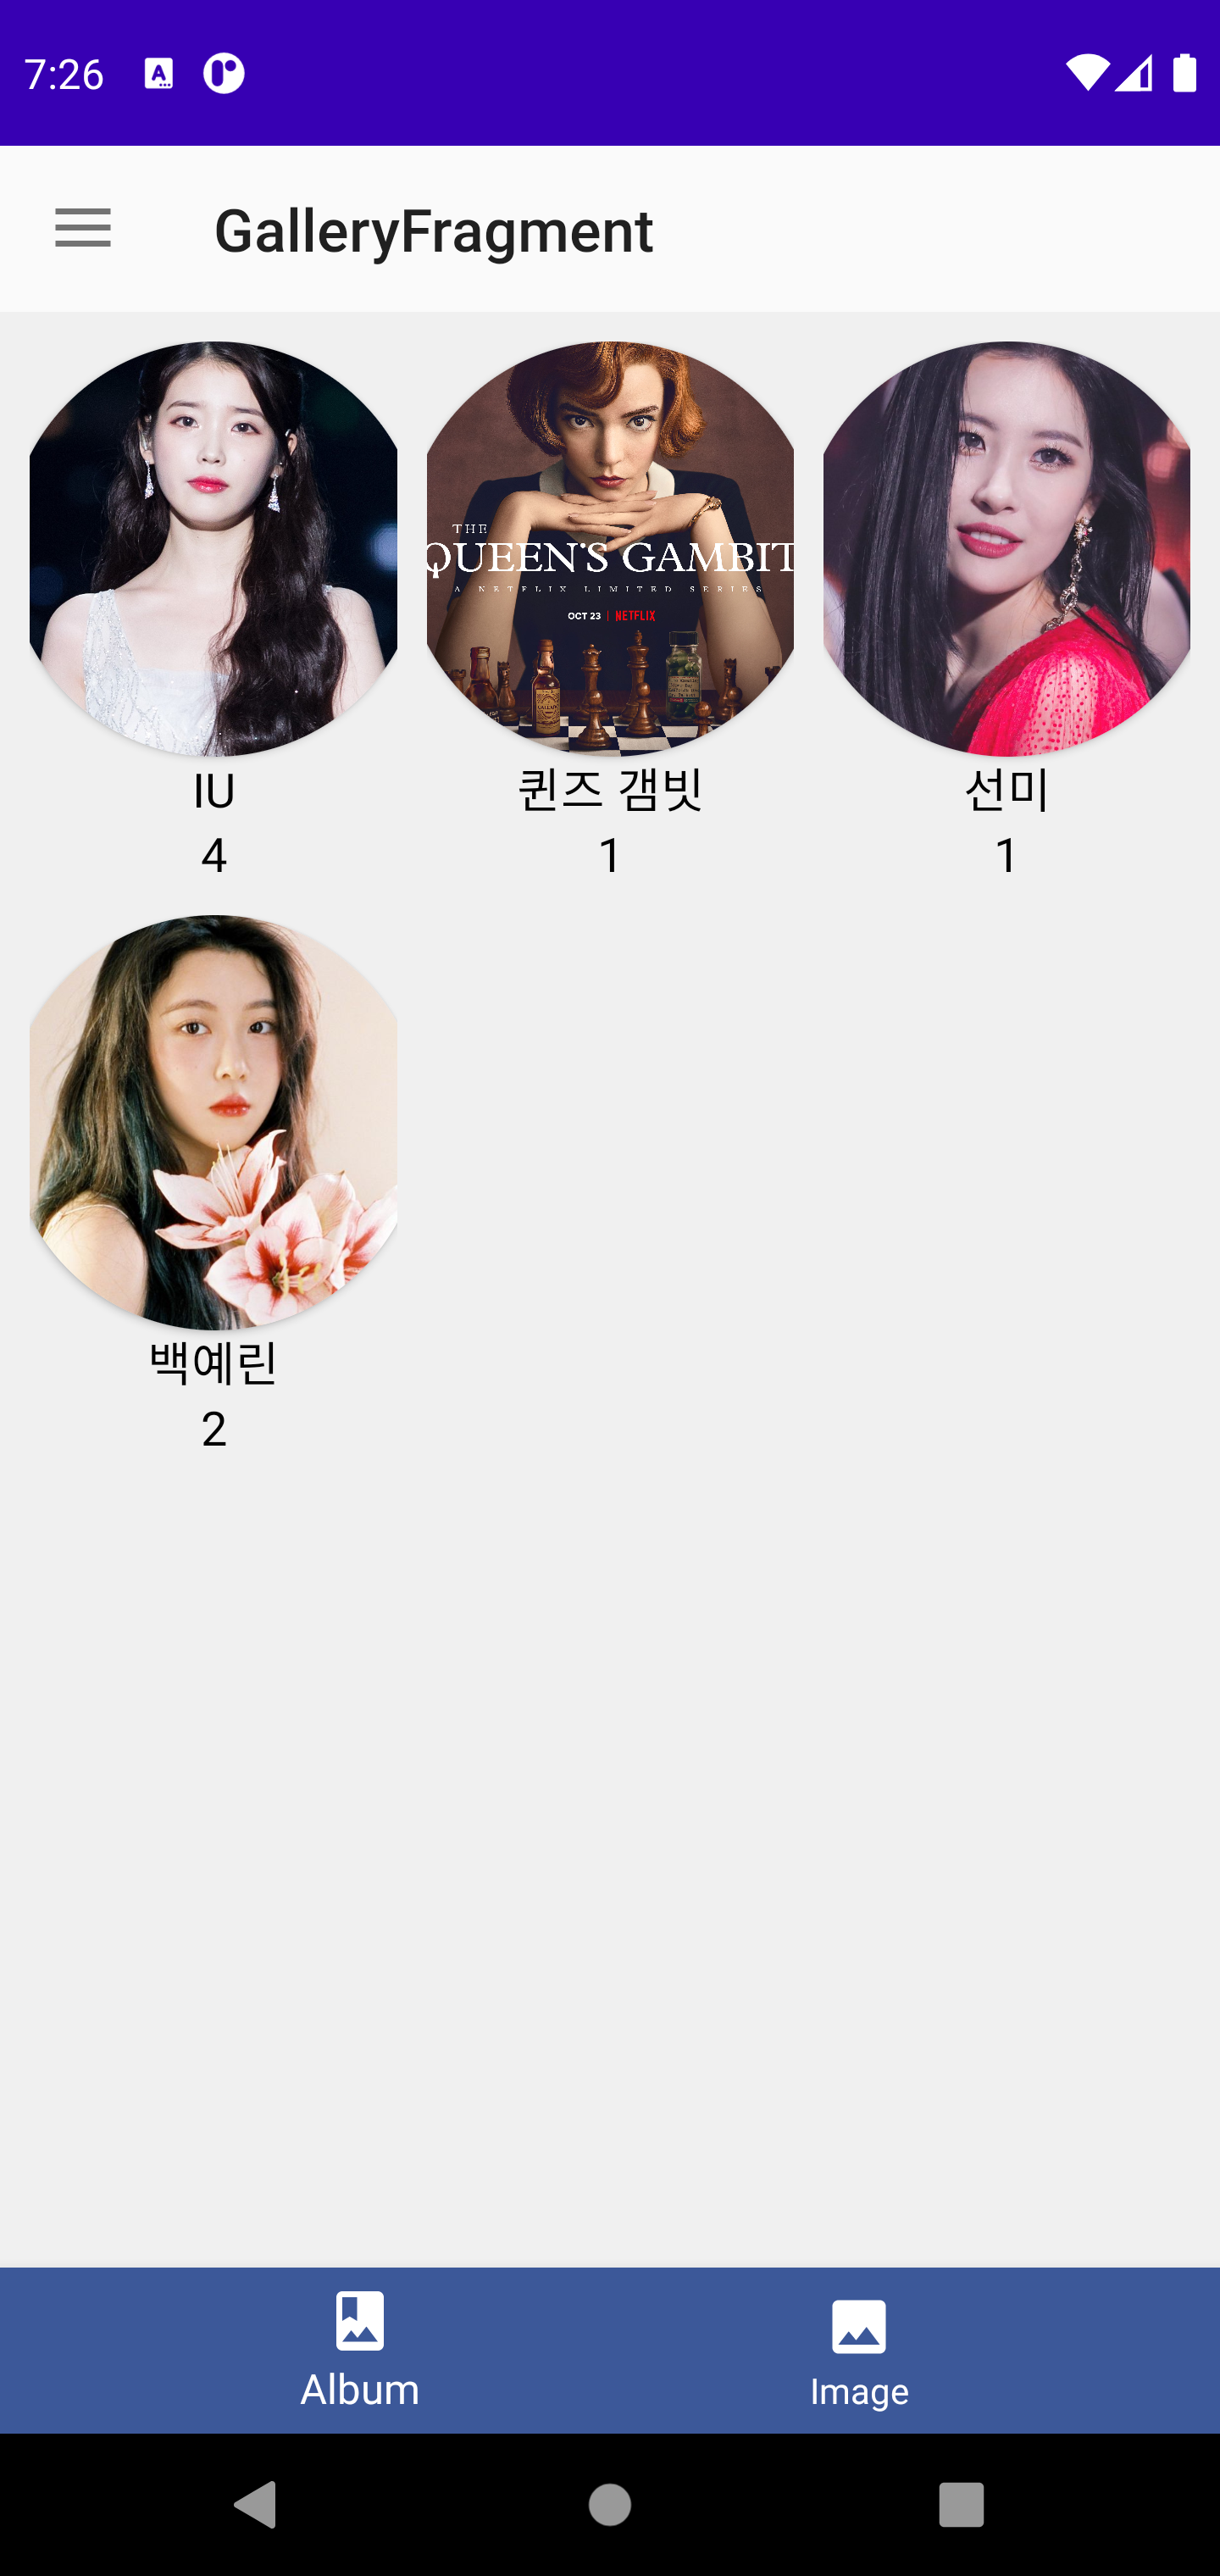 7:26
GalleryFragment
THE
QUEEN'S GAMBIT
A NETFLIX LIMITED SERIES
OCT 23 | NETFLIX
IU
4
퀸즈 갬빗
1
선미
1
백예린
2
Album
Image